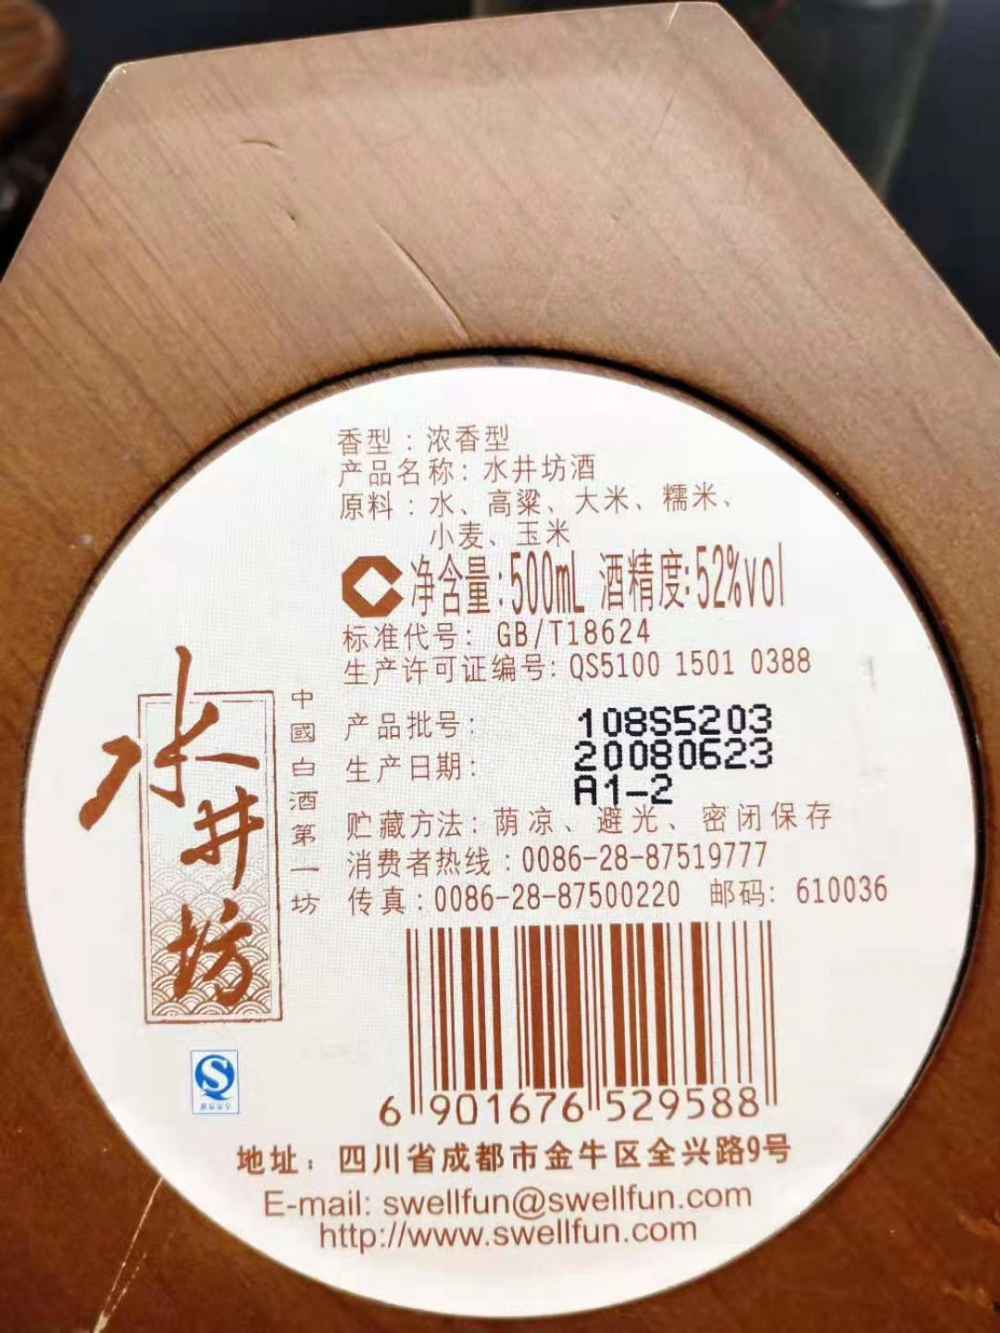 香型：浓香型
产品名称：水井坊酒
原料：水、高粱、大米、糯米、
小麦、玉米
净含量:500mL 酒精度:52%vol
标准代号：GB/T18624
生产许可证编号:QS5100 1501 0388
产品批号： 108S5203
生产日期： 20080623
A1-2
贮藏方法：荫凉、避光、密闭保存
消费者热线:0086-28-87519777
传真:0086-28-87500220 邮码：610036
水井坊
中國白酒第一坊
6 901676 529588
地址：四川省成都市金牛区全兴路9号
E-mail: swellfun@swellfun.com
http://www.swellfun.com